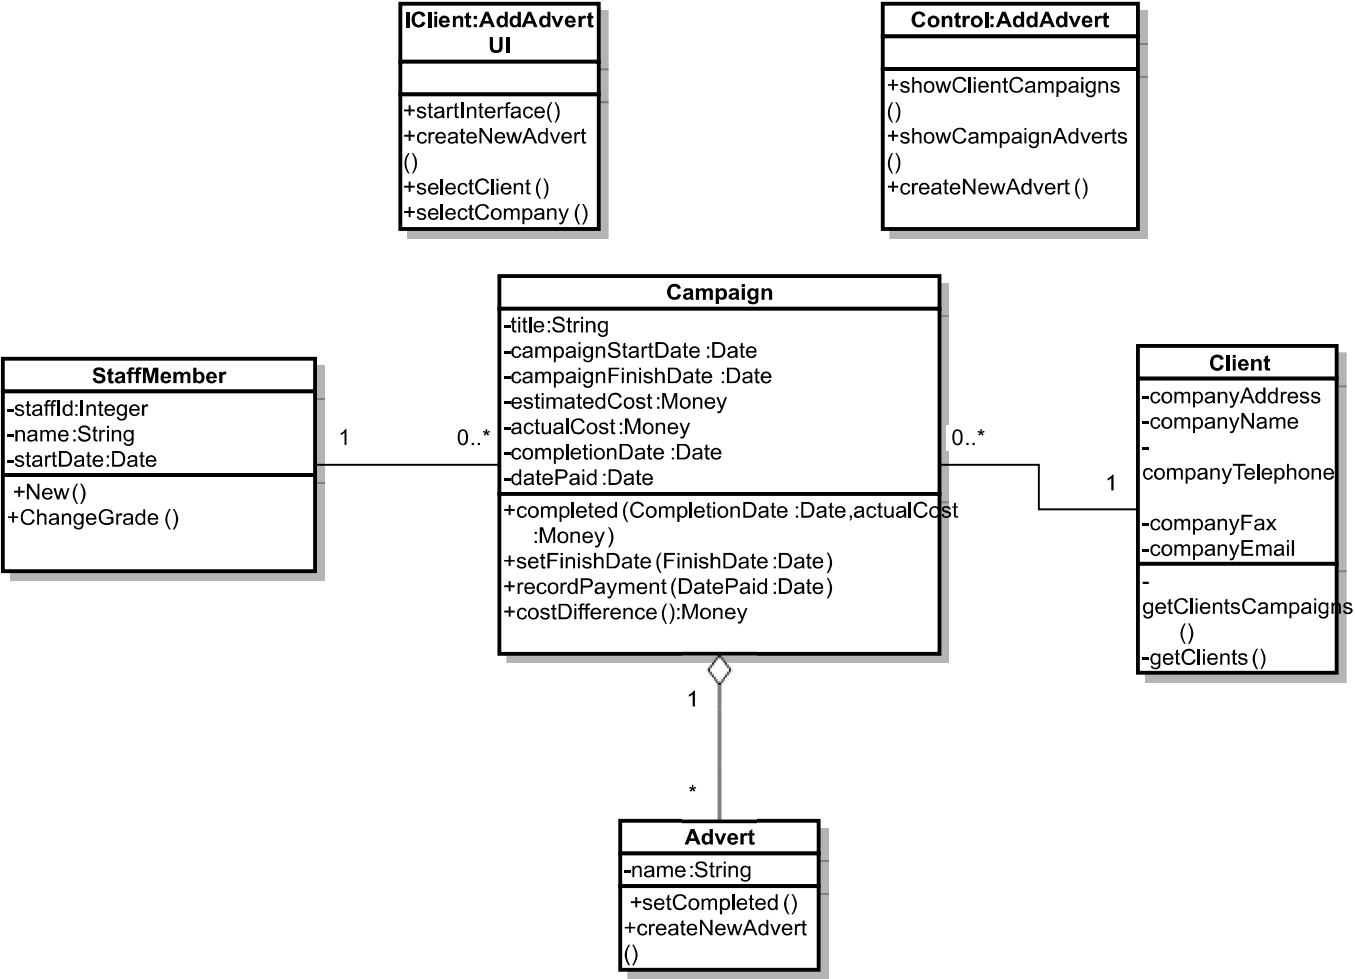 IClient:AddAdvert
UI
+startInterface()
+createNewAdvert
()
+selectClient()
+selectCompany()
Control:AddAdvert
+showClientCampaigns
()
+showCampaignAdverts
()
+createNewAdvert()
StaffMember
-staffId:Integer
-name:String
-startDate:Date
+New()
+ChangeGrade()
1
0..*
Campaign
-title:String
-campaignStartDate:Date
-campaignFinishDate:Date
-estimatedCost:Money
-actualCost:Money
-completionDate:Date
-datePaid:Date
+completed(CompletionDate:Date,actualCost
:Money)
+setFinishDate(FinishDate:Date)
+recordPayment(DatePaid:Date)
+costDifference():Money
0..*
1
Client
-companyAddress
-companyName
-
companyTelephone
-companyFax
-companyEmail
-
getClientsCampaigns
()
-getClients()
1
*
Advert
-name:String
+setCompleted()
+createNewAdvert
()